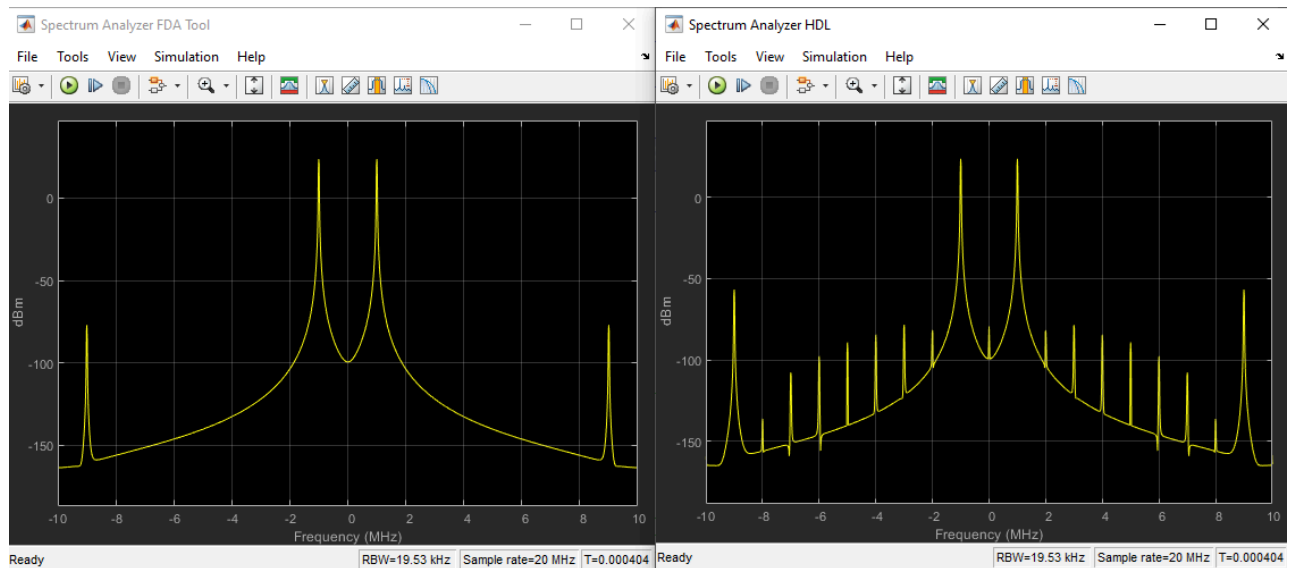 Spectrum Analyzer FDA Tool
File Tools View Simulation Help
0
-50
-100
-150
dBm
-10 -8 -6 -4 -2 0 2 4 6 8 10
Frequency (MHz)
Ready RBW=19.53 kHz Sample rate=20 MHz T=0.000404
Spectrum Analyzer HDL
File Tools View Simulation Help
0
-50
-100
-150
dBm
-10 -8 -6 -4 -2 0 2 4 6 8 10
Frequency (MHz)
Ready RBW=19.53 kHz Sample rate=20 MHz T=0.000404